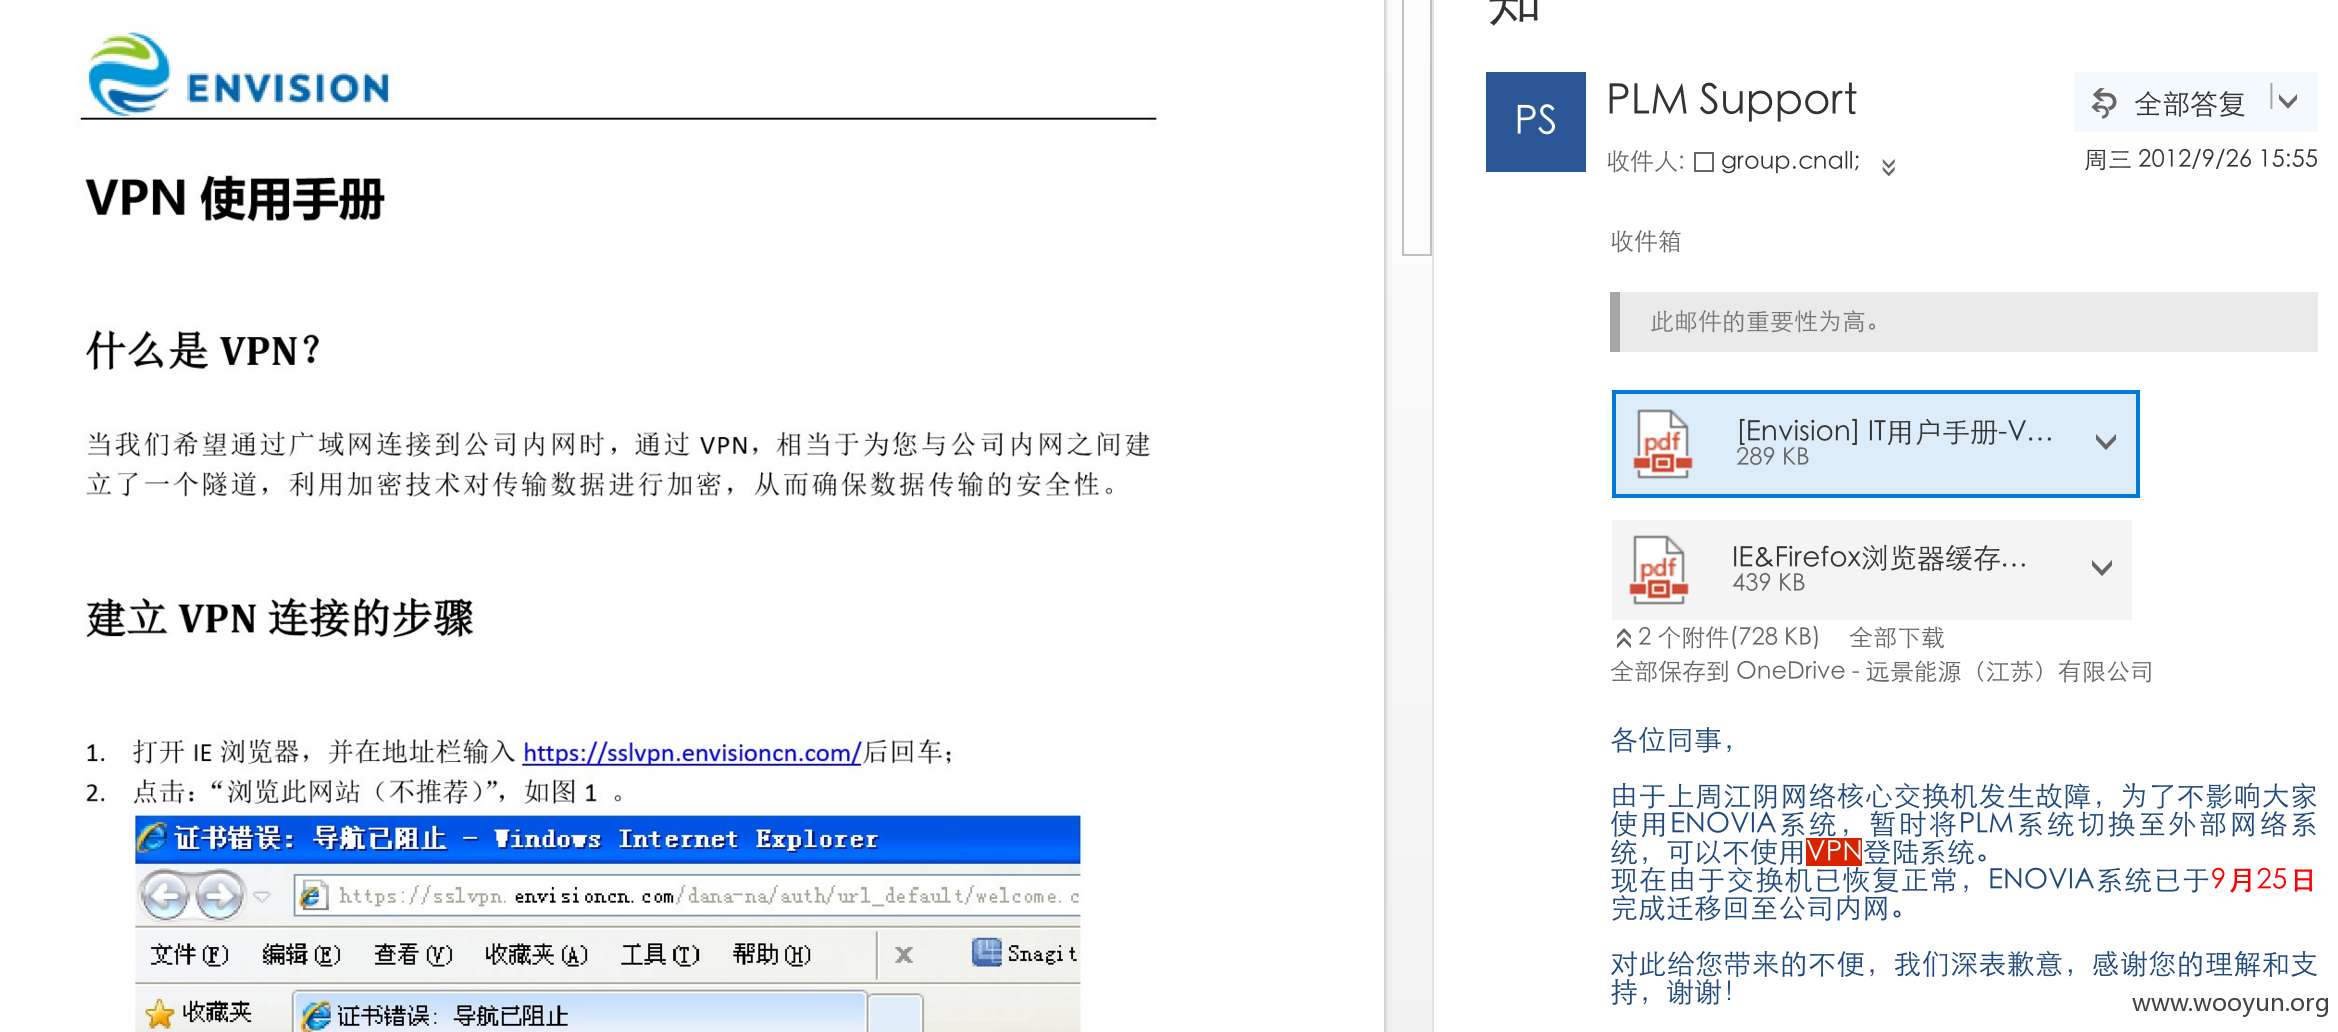 ENVISION
VPN 使用手册
什么是 VPN？
当我们希望通过广域网连接到公司内网时，通过 VPN，相当于为您与公司内网之间建
立了一个隧道，利用加密技术对传输数据进行加密，从而确保数据传输的安全性。
建立 VPN 连接的步骤
1. 打开 IE 浏览器，并在地址栏输入 https://sslvpn.envisioncn.com/后回车；
2. 点击：“浏览此网站（不推荐）”，如图 1 。
证书错误: 导航已阻止 - Windows Internet Explorer
https://sslvpn.envisioncn.com/dana-na/auth/url_default/welcome.c
文件(F) 编辑(E) 查看(V) 收藏夹(A) 工具(T) 帮助(H) x Snagit
收藏夹 证书错误: 导航已阻止
知
PS
PLM Support
全部答复
收件人: group.cnall;
周三 2012/9/26 15:55
收件箱
此邮件的重要性为高。
[Envision] IT用户手册-V...
289 KB
IE&Firefox浏览器缓存...
439 KB
2 个附件(728 KB) 全部下载
全部保存到 OneDrive - 远景能源（江苏）有限公司
各位同事，
由于上周江阴网络核心交换机发生故障，为了不影响大家
使用ENOVIA系统，暂时将PLM系统切换至外部网络系
统，可以不使用VPN登陆系统。
现在由于交换机已恢复正常，ENOVIA系统已于9月25日
完成迁移回至公司内网。
对此给您带来的不便，我们深表歉意，感谢您的理解和支
持，谢谢！
www.wooyun.org